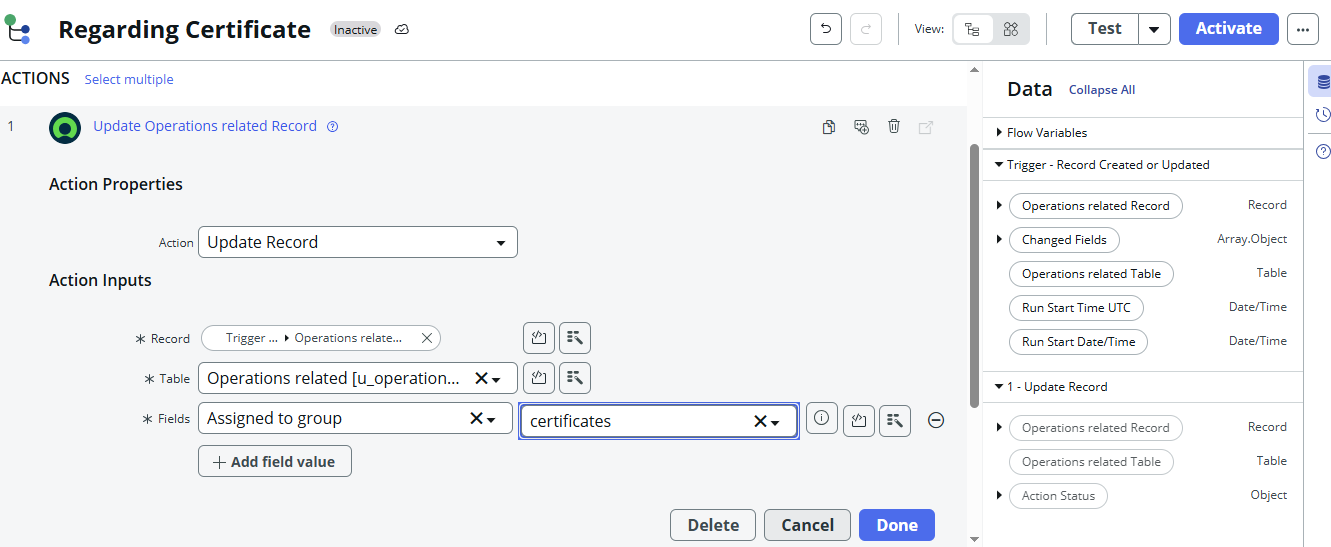 Regarding Certificate
Inactive
View:
Test
Activate
ACTIONS
Select multiple
Data
Collapse All
1
Update Operations related Record
Flow Variables
Trigger - Record Created or Updated
Action Properties
Operations related Record
Record
Changed Fields
Array.Object
Action
Update Record
Operations related Table
Table
Action Inputs
Run Start Time UTC
Date/Time
* Record
Trigger ... ▸ Operations relate...
Run Start Date/Time
Date/Time
* Table
Operations related [u_operation...
1 - Update Record
* Fields
Assigned to group
certificates
Operations related Record
Record
+ Add field value
Operations related Table
Table
Action Status
Object
Delete
Cancel
Done